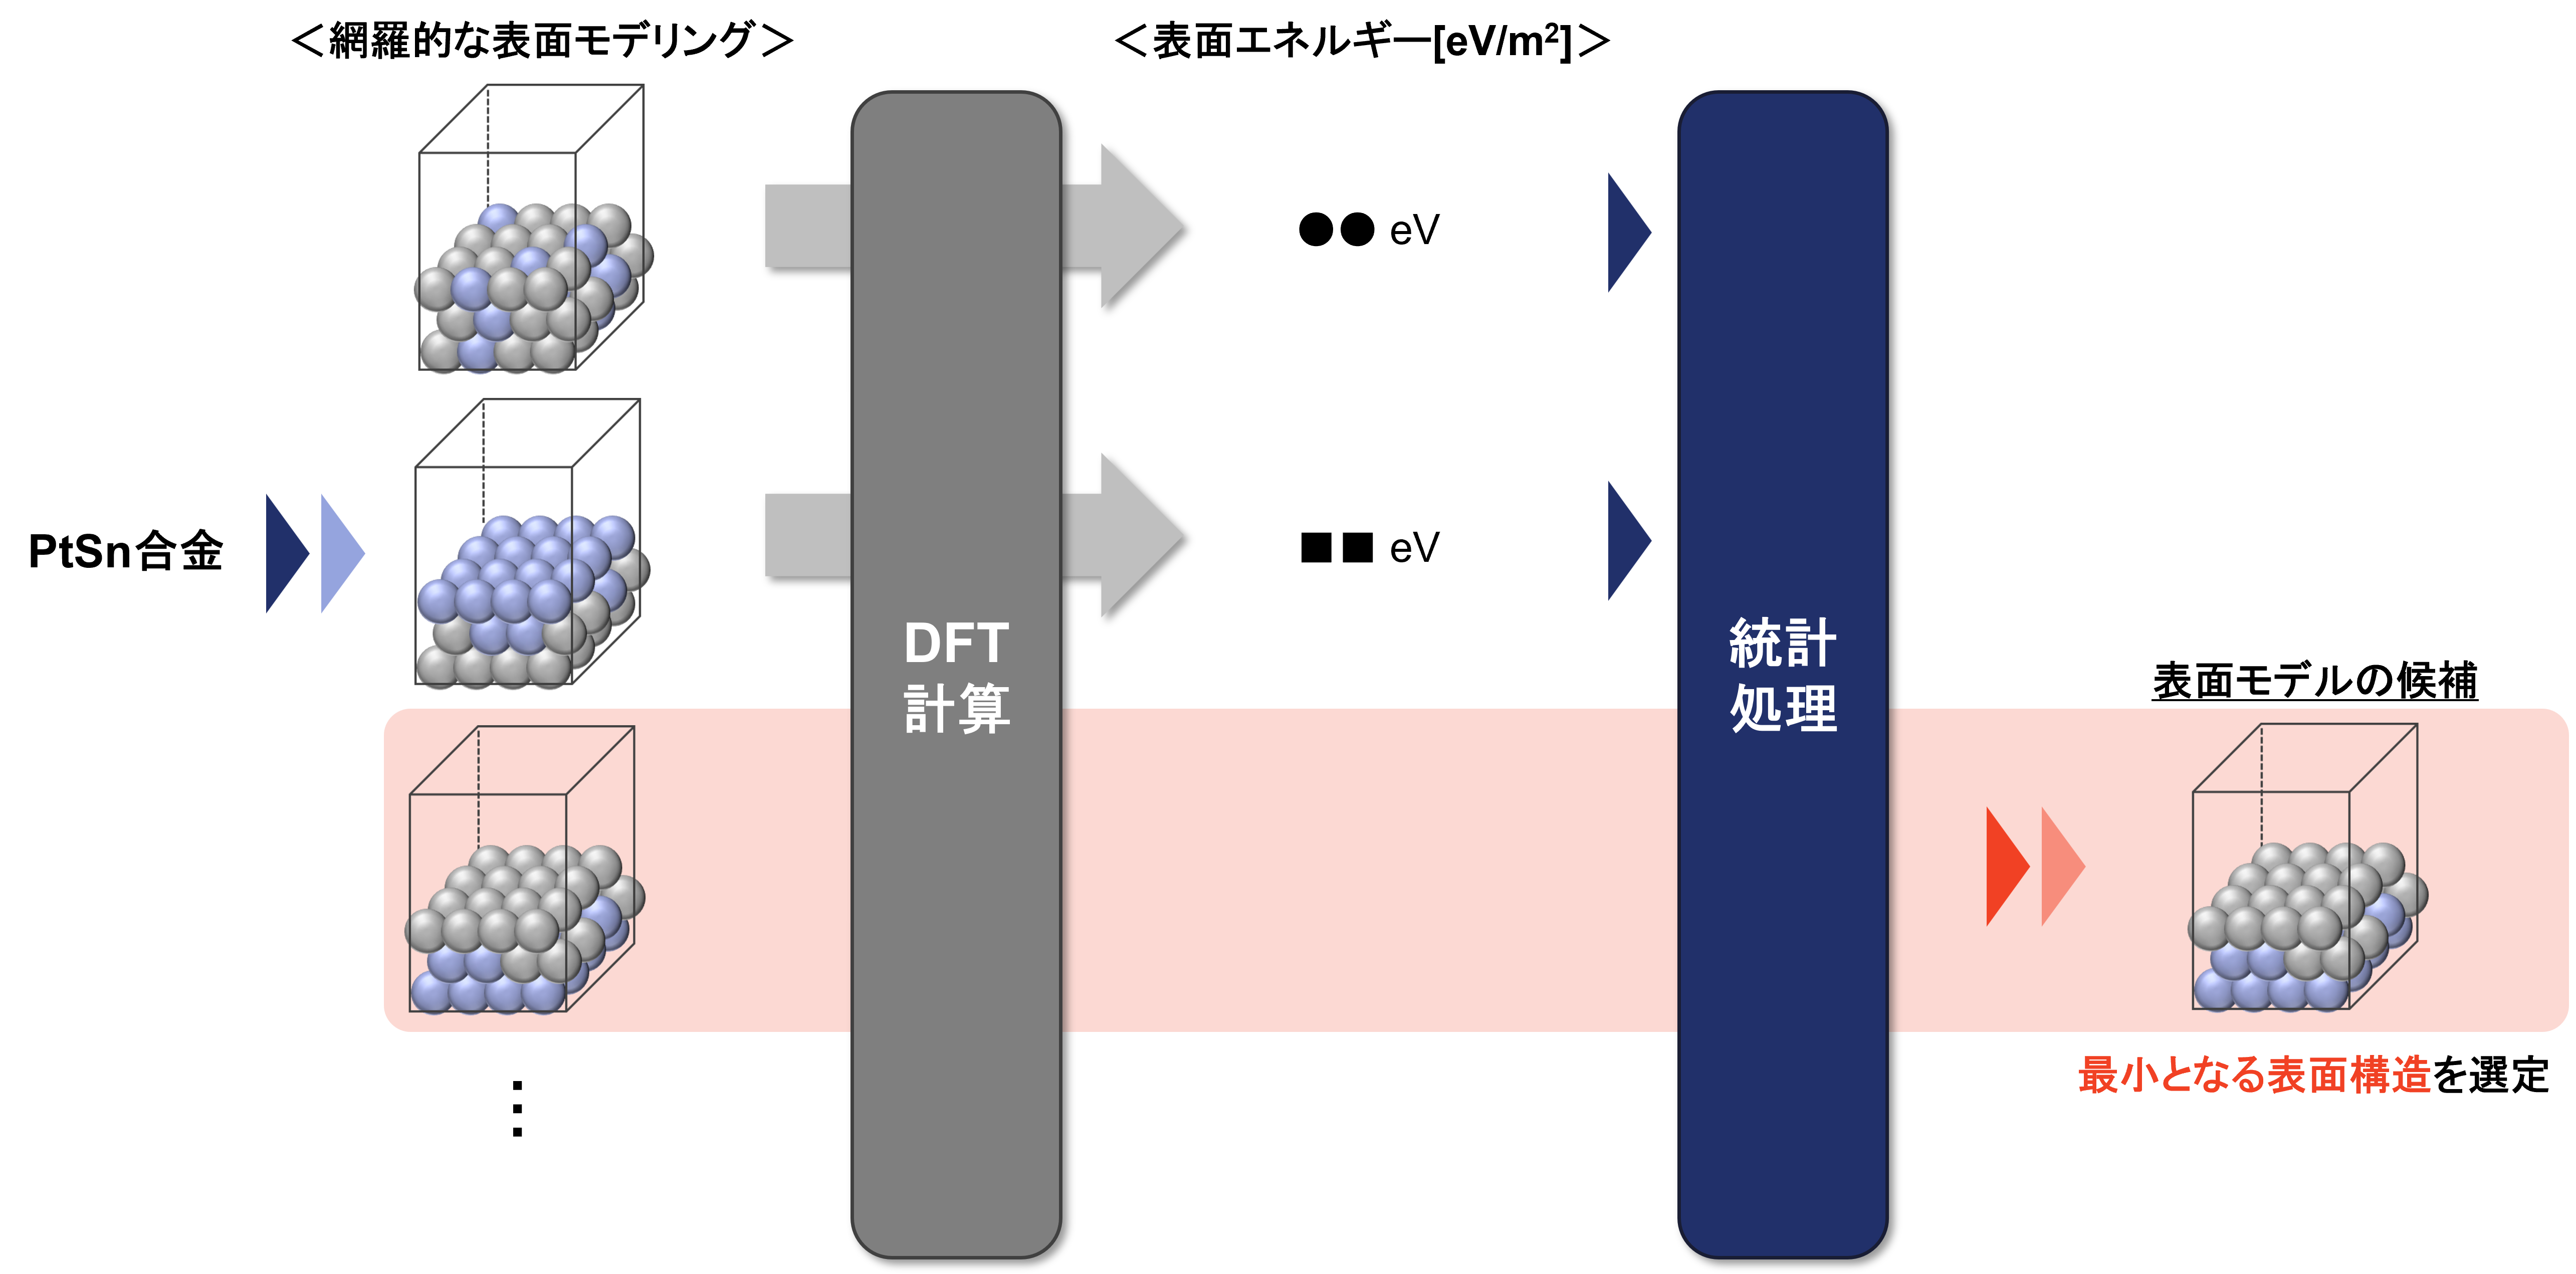 ＜網羅的な表面モデリング＞
＜表面エネルギー[eV/m²]＞
●● eV
■■ eV
PtSn合金
DFT
計算
統計
処理
表面モデルの候補
最小となる表面構造を選定
⋮